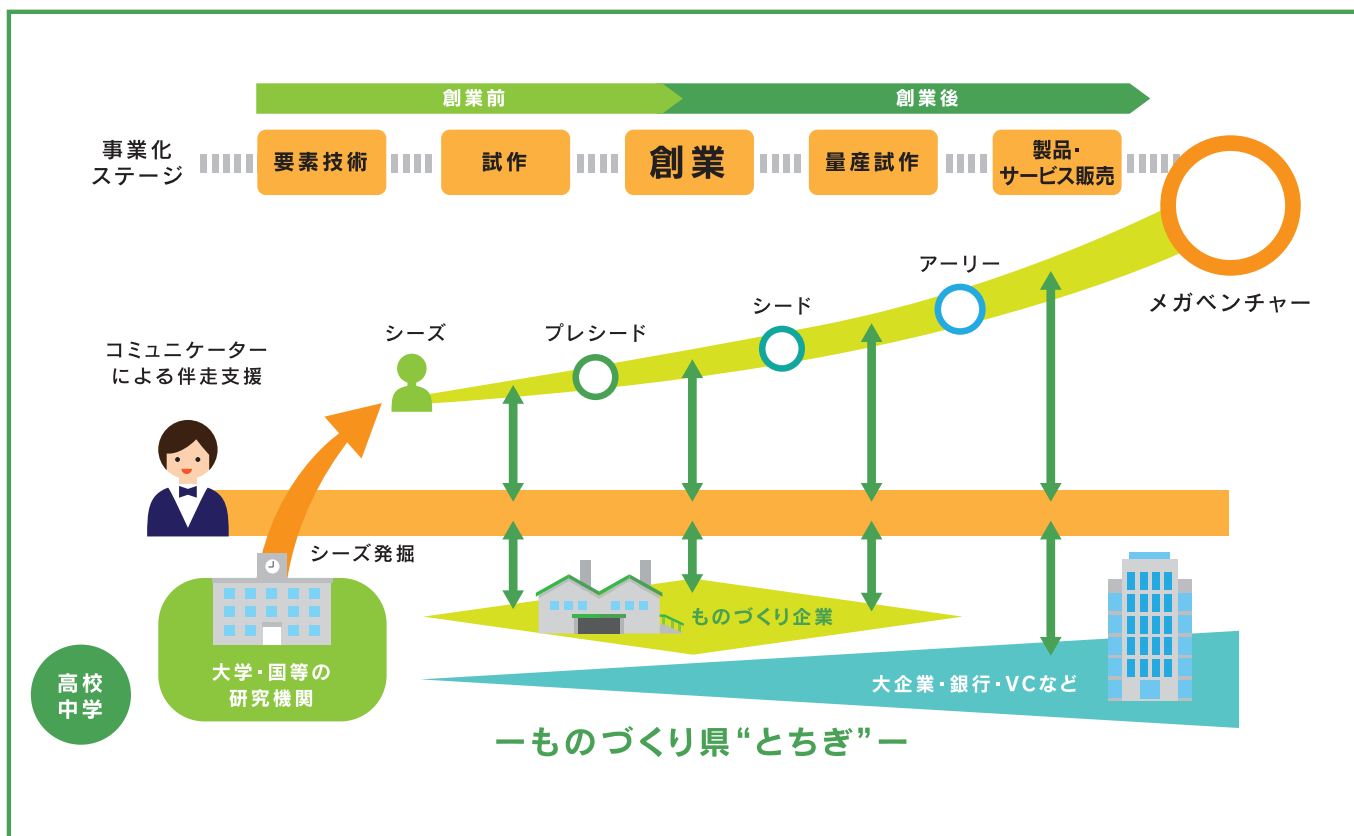 創業前
創業後
事業化
ステージ
要素技術
試作
創業
量産試作
製品・
サービス販売
アーリー
メガベンチャー
シード
プレシード
シーズ
コミュニケーター
による伴走支援
シーズ発掘
ものづくり企業
大学・国等の
研究機関
高校
中学
大企業・銀行・VCなど
ーものづくり県“とちぎ”ー